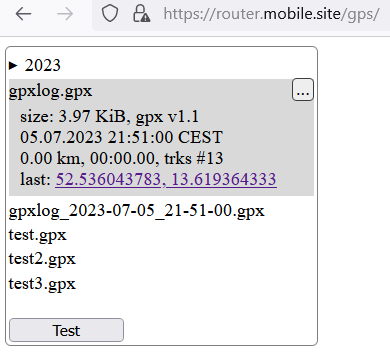 https://router.mobile.site/gps/
▸ 2023
gpxlog.gpx ...
size: 3.97 KiB, gpx v1.1
05.07.2023 21:51:00 CEST
0.00 km, 00:00.00, trks #13
last: 52.536043783, 13.619364333
gpxlog_2023-07-05_21-51-00.gpx
test.gpx
test2.gpx
test3.gpx
Test